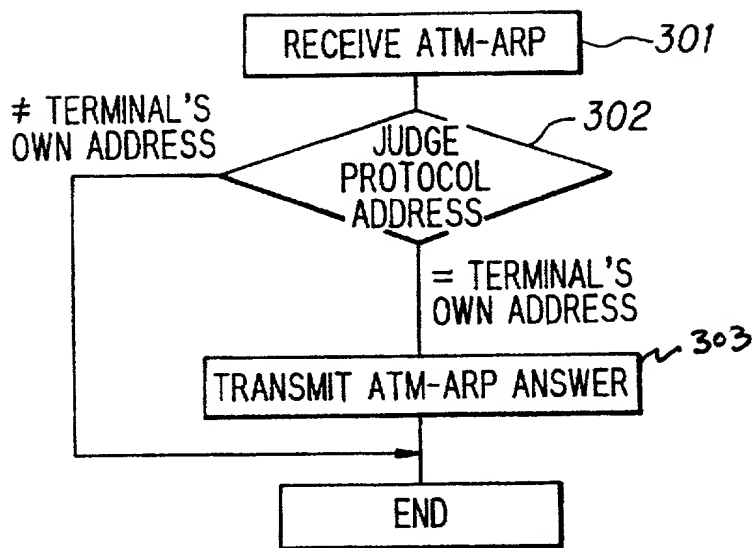 RECEIVE ATM-ARP
301
≠ TERMINAL'S
OWN ADDRESS
302
JUDGE
PROTOCOL
ADDRESS
= TERMINAL'S
OWN ADDRESS
303
TRANSMIT ATM-ARP ANSWER
END